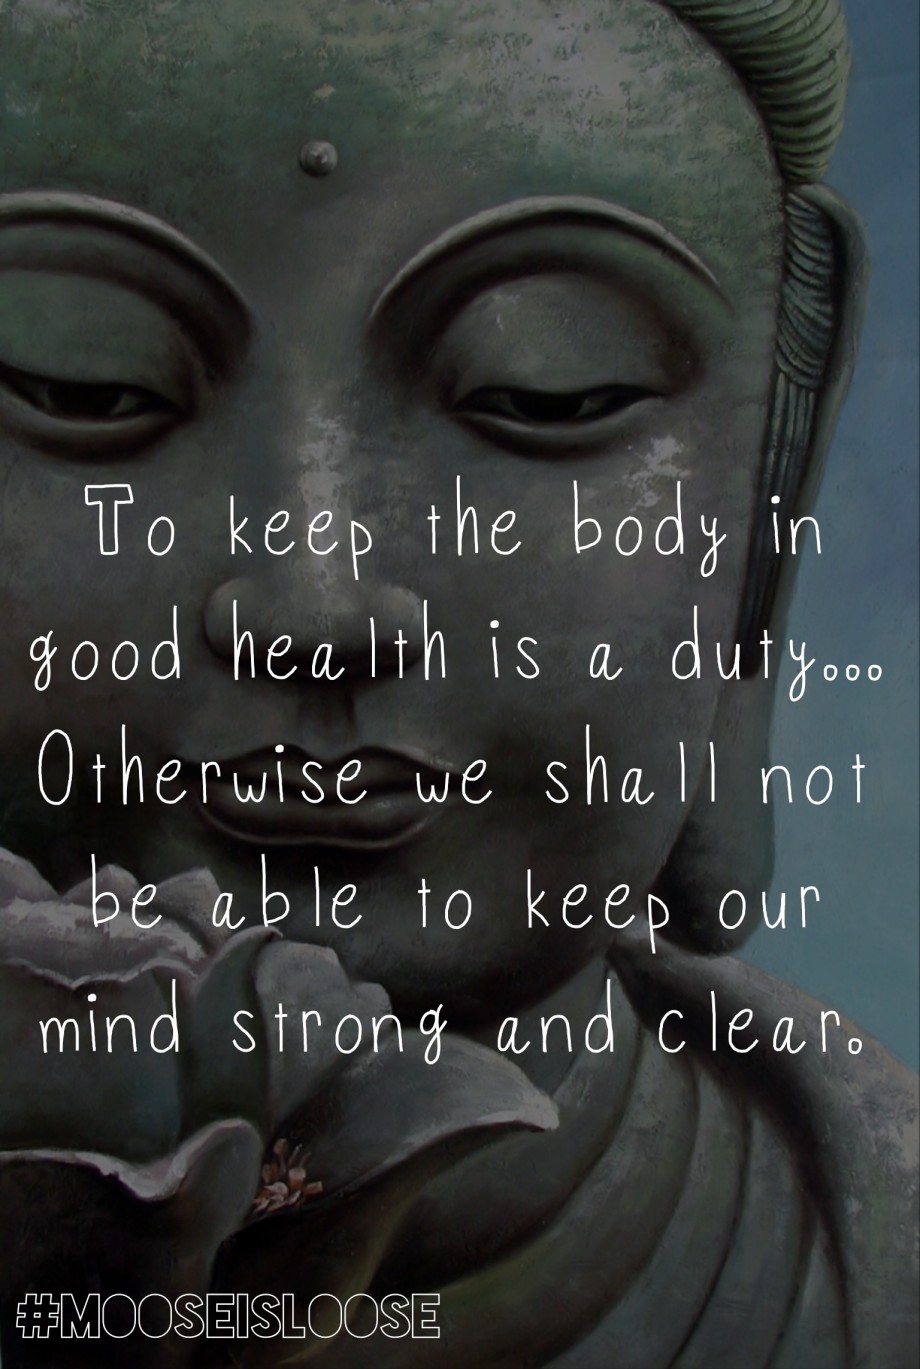 To keep the body in
good health is a duty...
Otherwise we shall not
be able to keep our
mind strong and clear.
#MOOSEISLOOSE